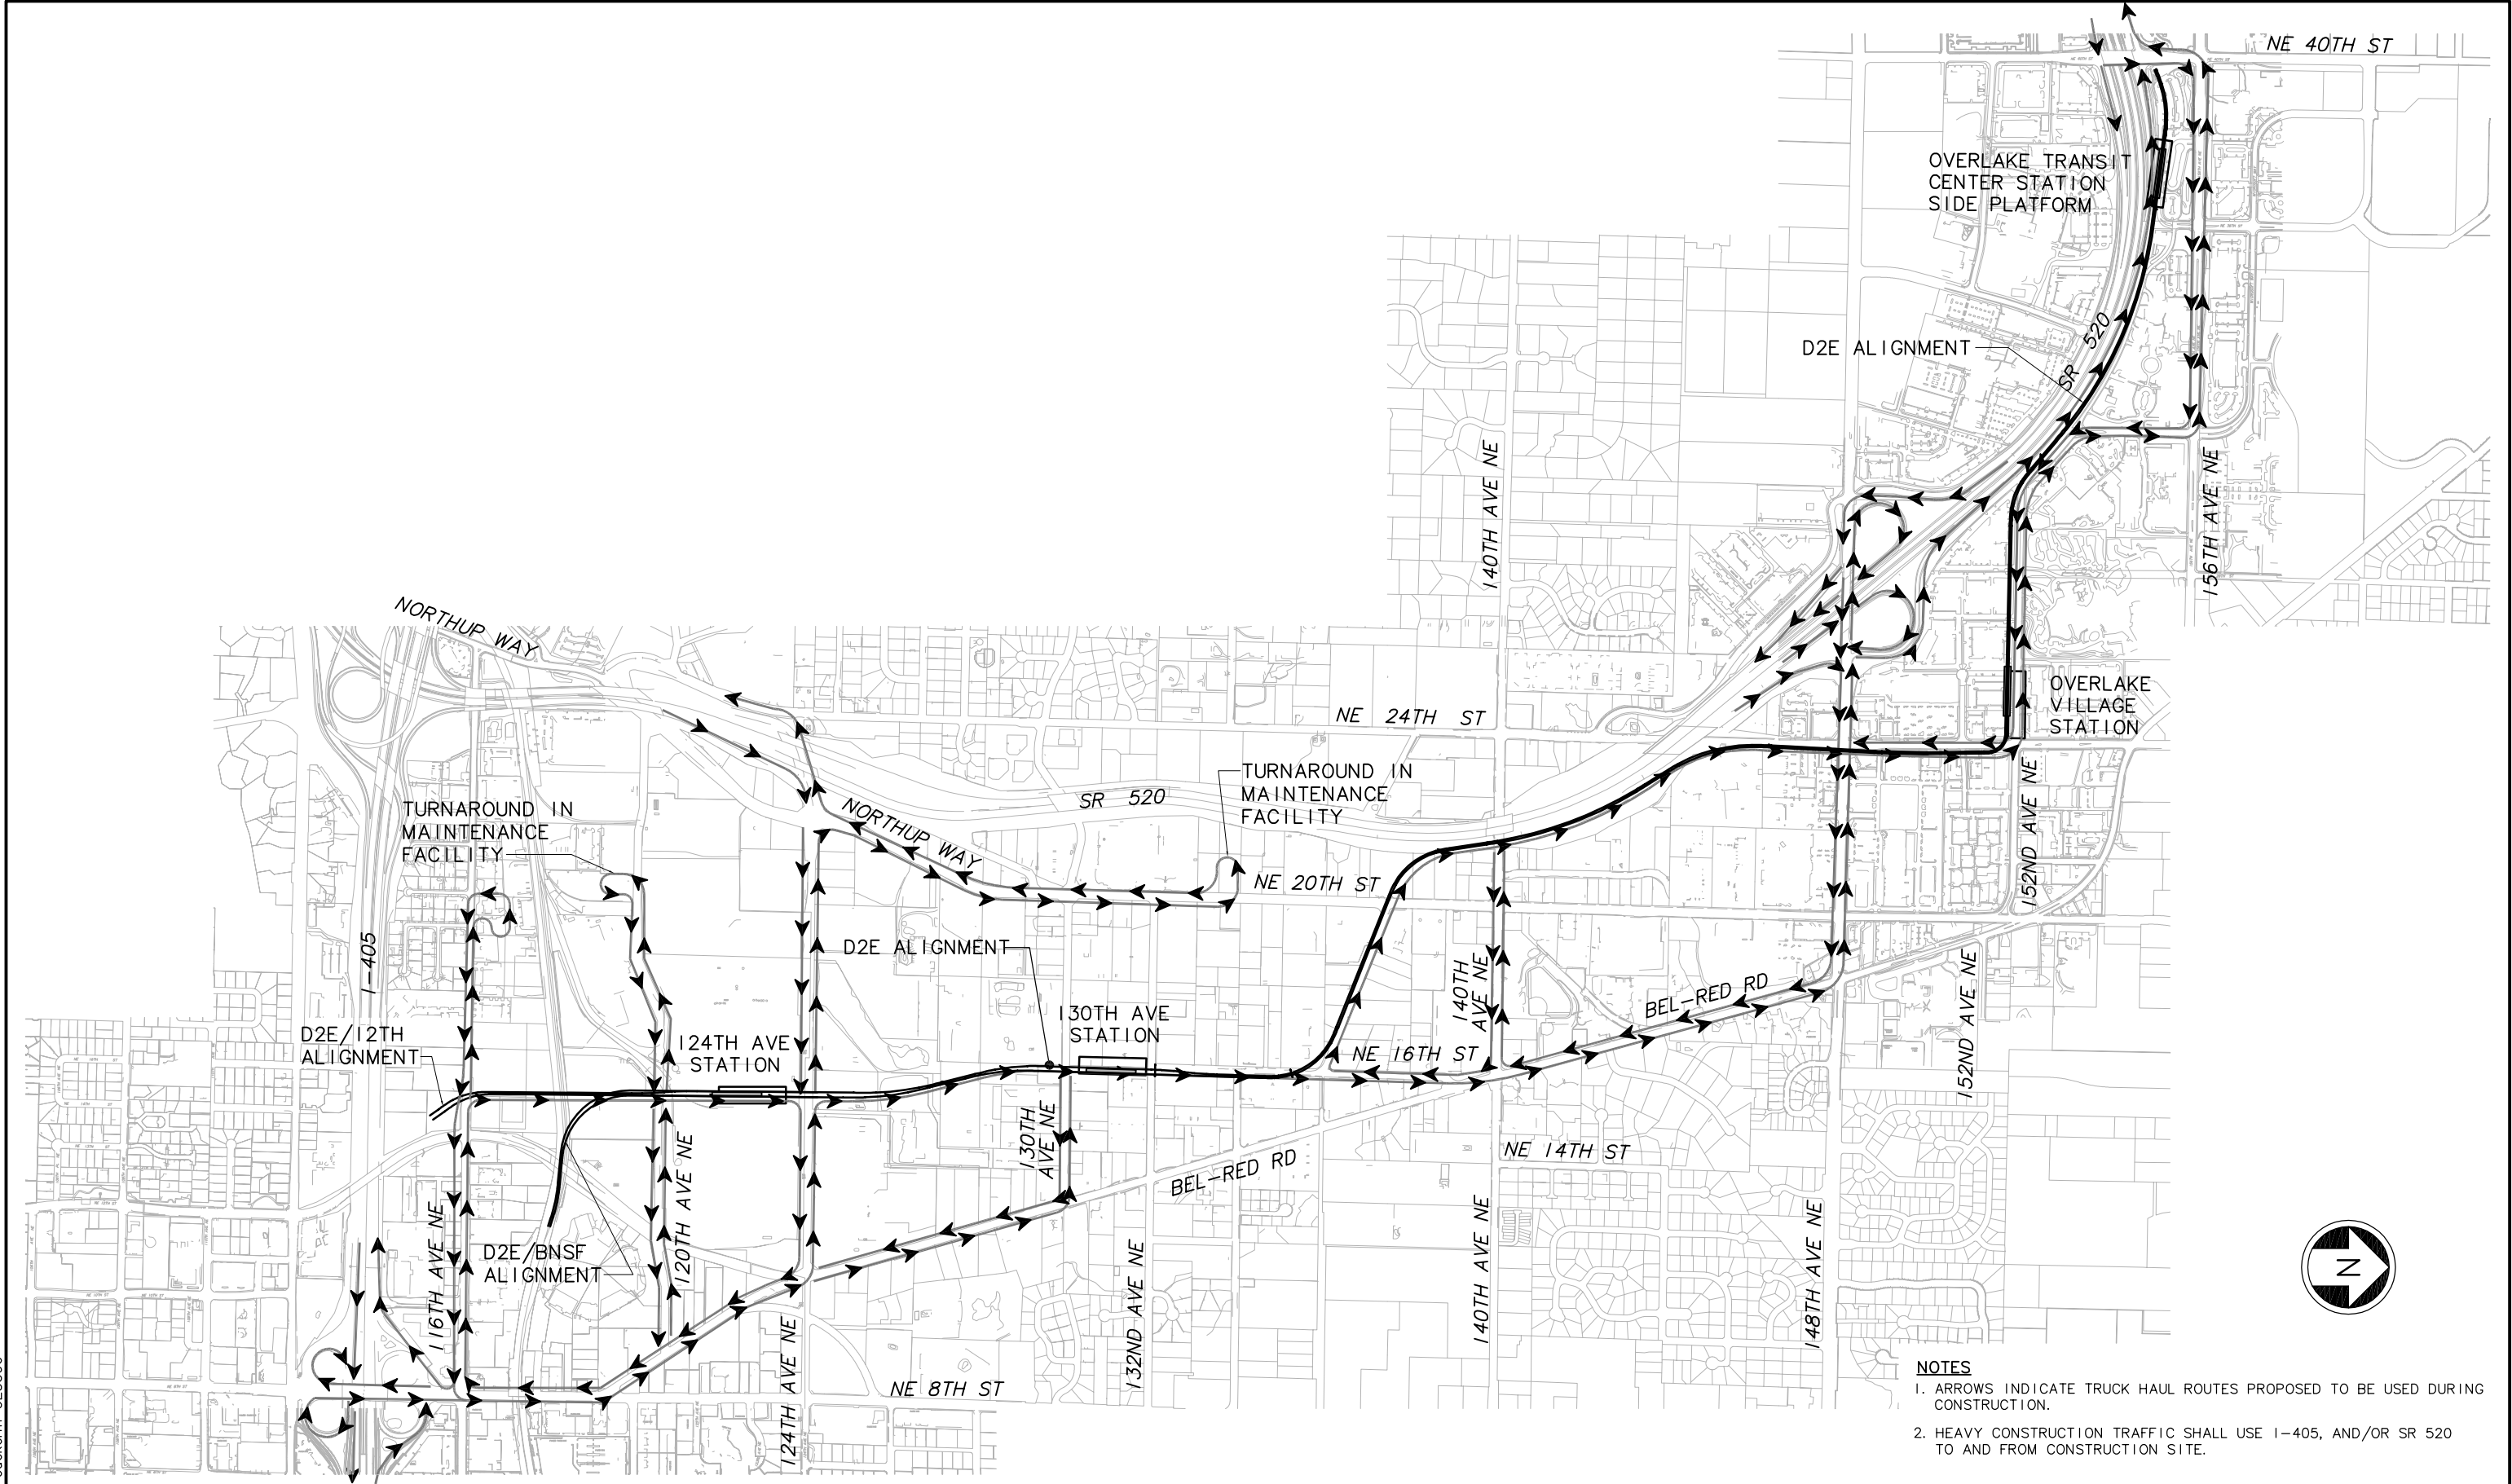 NE 40TH ST
OVERLAKE TRANSIT
CENTER STATION
SIDE PLATFORM
SR 520
D2E ALIGNMENT
140TH AVE NE
156TH AVE NE
NORTHUP WAY
NE 24TH ST
OVERLAKE
VILLAGE
STATION
TURNAROUND IN
MAINTENANCE
FACILITY
SR 520
TURNAROUND IN
MAINTENANCE
FACILITY
NORTHUP WAY
NE 20TH ST
152ND AVE NE
I-405
D2E ALIGNMENT
140TH
AVE NE
BEL-RED RD
152ND AVE NE
D2E/12TH
ALIGNMENT
124TH AVE
STATION
130TH AVE
STATION
NE 16TH ST
130TH
AVE NE
120TH AVE NE
NE 14TH ST
BEL-RED RD
116TH AVE NE
D2E/BNSF
ALIGNMENT
132ND AVE NE
140TH AVE NE
148TH AVE NE
124TH AVE NE
NE 8TH ST
N
NOTES
1. ARROWS INDICATE TRUCK HAUL ROUTES PROPOSED TO BE USED DURING
CONSTRUCTION.
2. HEAVY CONSTRUCTION TRAFFIC SHALL USE I-405, AND/OR SR 520
TO AND FROM CONSTRUCTION SITE.